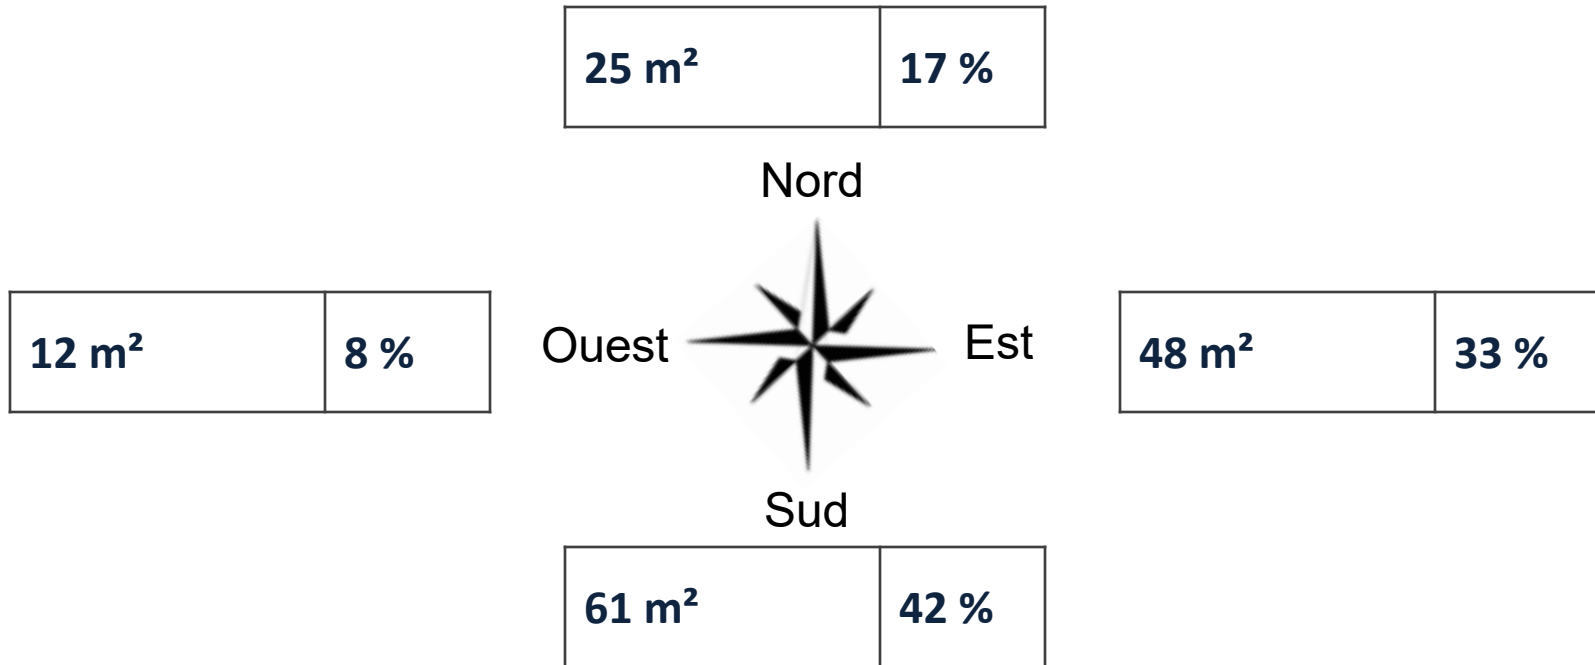 25 m² 17 %
Nord
12 m² 8 % Ouest Est 48 m² 33 %
Sud
61 m² 42 %